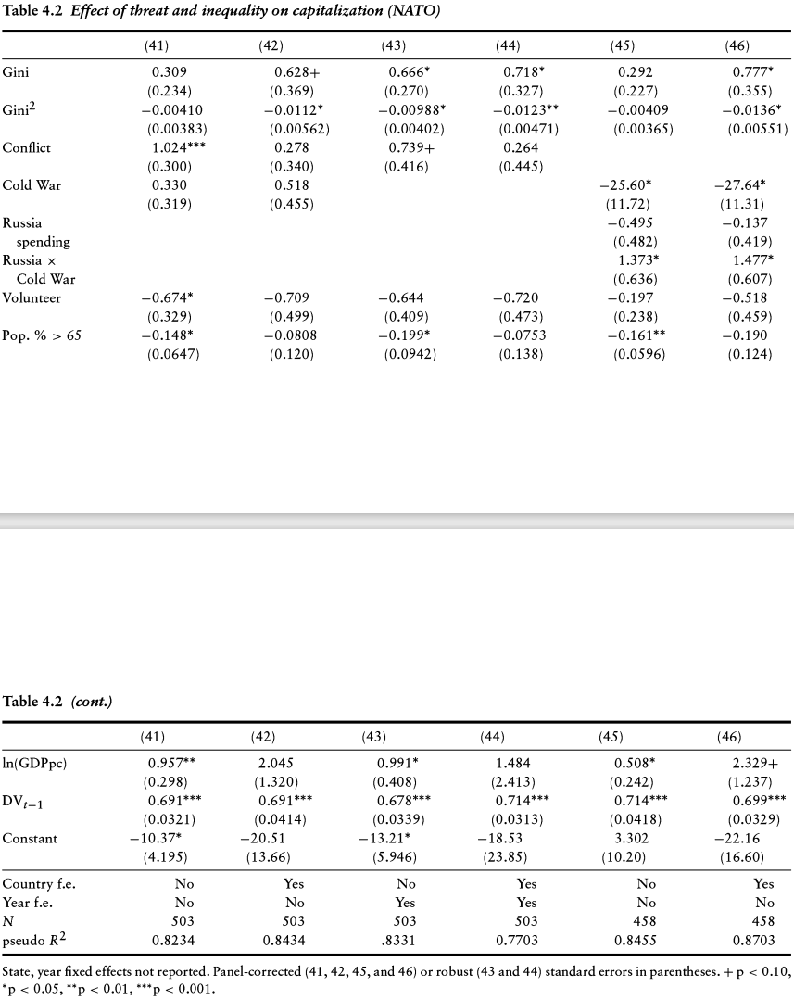 Table 4.2 Effect of threat and inequality on capitalization (NATO)
(41) (42) (43) (44) (45) (46)
Gini 0.309 0.628+ 0.666* 0.718* 0.292 0.777*
(0.234) (0.369) (0.270) (0.327) (0.227) (0.355)
Gini² −0.00410 −0.0112* −0.00988* −0.0123** −0.00409 −0.0136*
(0.00383) (0.00562) (0.00402) (0.00471) (0.00365) (0.00551)
Conflict 1.024*** 0.278 0.739+ 0.264
(0.300) (0.340) (0.416) (0.445)
Cold War 0.330 0.518 −25.60* −27.64*
(0.319) (0.455) (11.72) (11.31)
Russia −0.495 −0.137
spending (0.482) (0.419)
Russia × 1.373* 1.477*
Cold War (0.636) (0.607)
Volunteer −0.674* −0.709 −0.644 −0.720 −0.197 −0.518
(0.329) (0.499) (0.409) (0.473) (0.238) (0.459)
Pop. % > 65 −0.148* −0.0808 −0.199* −0.0753 −0.161** −0.190
(0.0647) (0.120) (0.0942) (0.138) (0.0596) (0.124)
Table 4.2 (cont.)
(41) (42) (43) (44) (45) (46)
ln(GDPpc) 0.957** 2.045 0.991* 1.484 0.508* 2.329+
(0.298) (1.320) (0.408) (2.413) (0.242) (1.237)
DVt−1 0.691*** 0.691*** 0.678*** 0.714*** 0.714*** 0.699***
(0.0321) (0.0414) (0.0339) (0.0313) (0.0418) (0.0329)
Constant −10.37* −20.51 −13.21* −18.53 3.302 −22.16
(4.195) (13.66) (5.946) (23.85) (10.20) (16.60)
Country f.e. No Yes No Yes No Yes
Year f.e. No No Yes Yes No No
N 503 503 503 503 458 458
pseudo R² 0.8234 0.8434 .8331 0.7703 0.8455 0.8703
State, year fixed effects not reported. Panel-corrected (41, 42, 45, and 46) or robust (43 and 44) standard errors in parentheses. + p < 0.10,
*p < 0.05, **p < 0.01, ***p < 0.001.